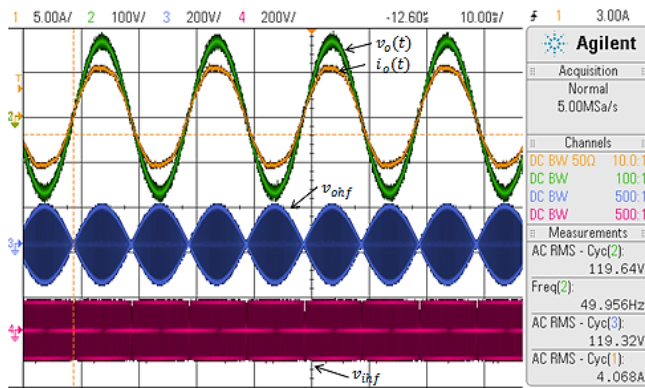 1 5.00A/ 2 100V/ 3 200V/ 4 200V/ -12.60s 10.00s/ 1 3.00A
vo(t)
io(t)
vohf
vihf
T
2
3
4
Agilent
Acquisition
Normal
5.00MSa/s
Channels
DC BW 50Ω 10.0:1
DC BW 100:1
DC BW 500:1
DC BW 500:1
Measurements
AC RMS - Cyc(2):
119.64V
Freq(2):
49.956Hz
AC RMS - Cyc(3):
119.32V
AC RMS - Cyc(1):
4.068A